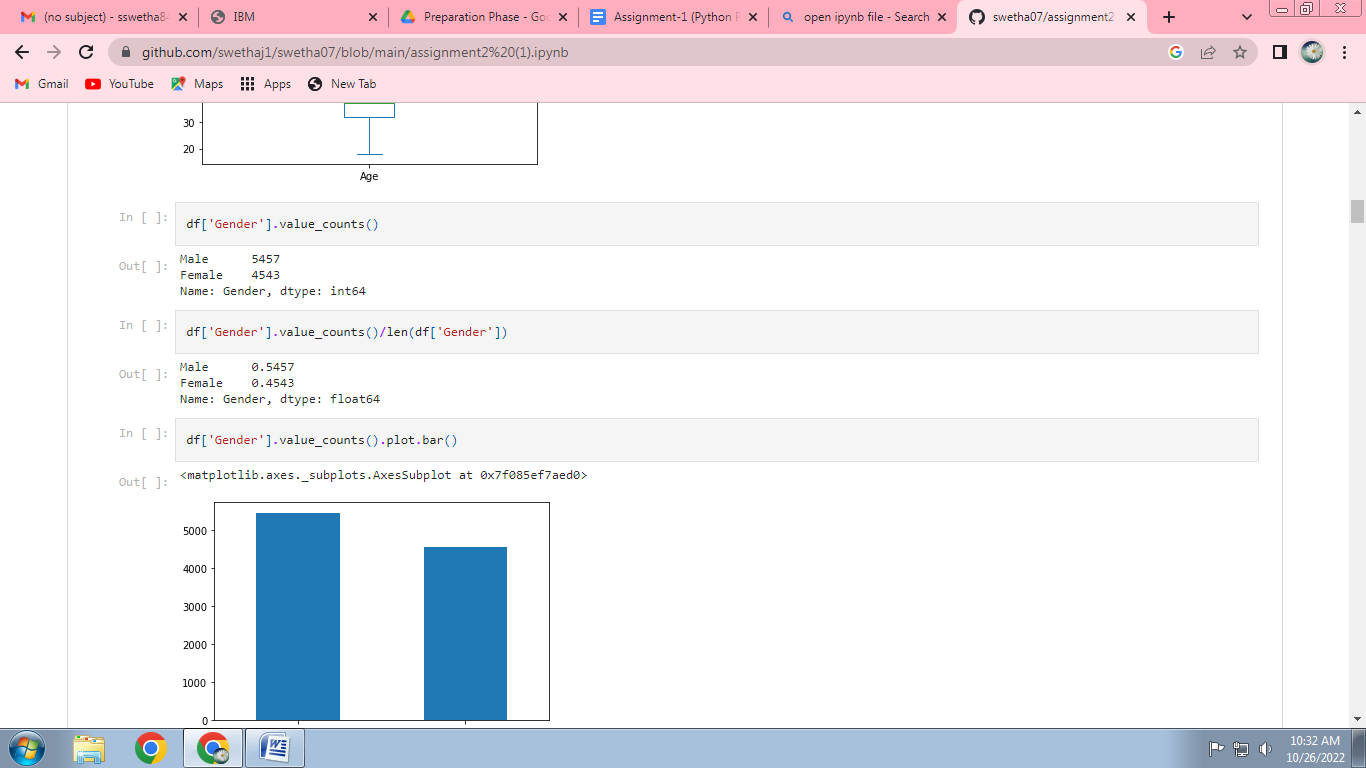 (no subject) - sswetha84
IBM
Preparation Phase - Goo
Assignment-1 (Python P
open ipynb file - Search
swetha07/assignment2
github.com/swethaj1/swetha07/blob/main/assignment2%20(1).ipynb
Gmail
YouTube
Maps
Apps
New Tab
30
20
Age
In [ ]:
df['Gender'].value_counts()
Out[ ]:
Male 5457
Female 4543
Name: Gender, dtype: int64
In [ ]:
df['Gender'].value_counts()/len(df['Gender'])
Out[ ]:
Male 0.5457
Female 0.4543
Name: Gender, dtype: float64
In [ ]:
df['Gender'].value_counts().plot.bar()
Out[ ]:
<matplotlib.axes._subplots.AxesSubplot at 0x7f085ef7aed0>
5000
4000
3000
2000
1000
0
10:32 AM
10/26/2022